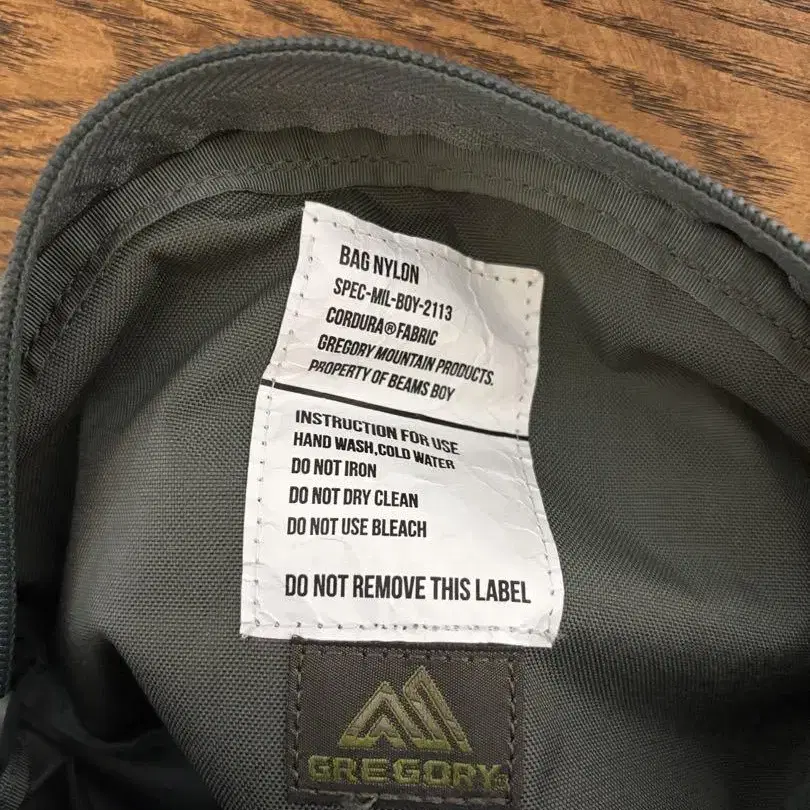 BAG NYLON
SPEC-MIL-BOY-2113
CORDURA®FABRIC
GREGORY MOUNTAIN PRODUCTS.
PROPERTY OF BEAMS BOY
INSTRUCTION FOR USE
HAND WASH,COLD WATER
DO NOT IRON
DO NOT DRY CLEAN
DO NOT USE BLEACH
DO NOT REMOVE THIS LABEL
GREGORY